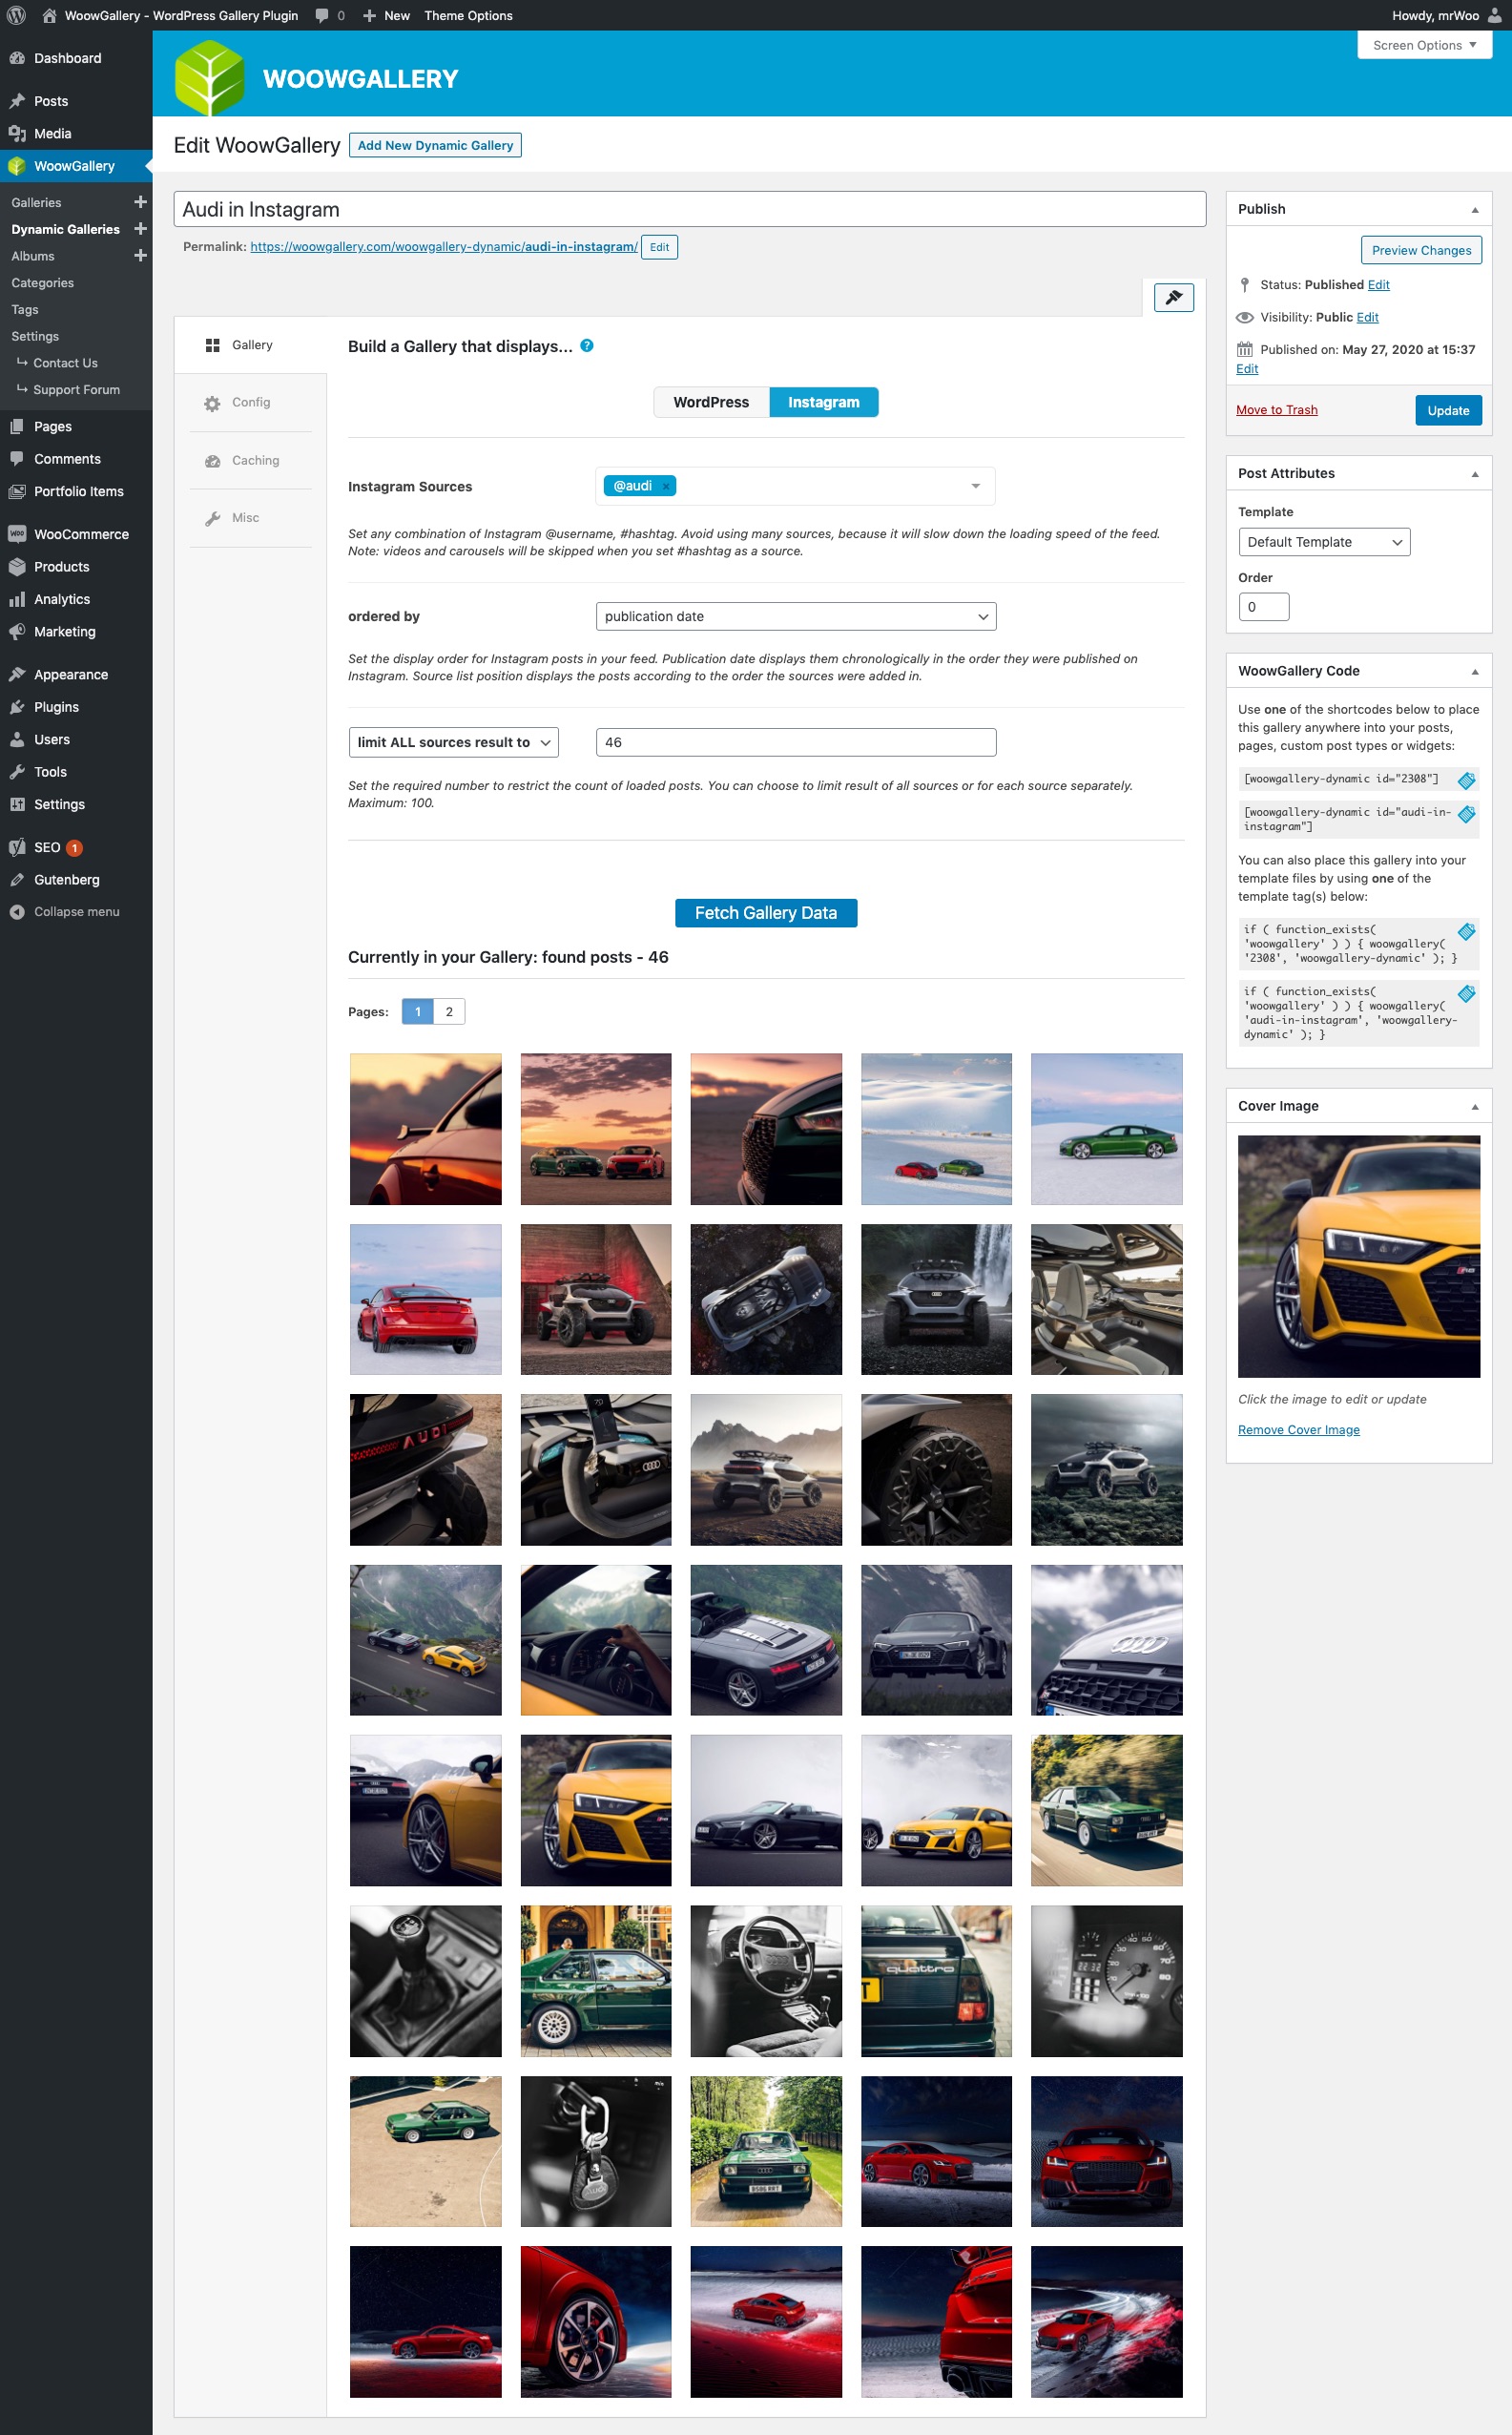 WoowGallery - WordPress Gallery Plugin 0 New Theme Options Howdy, mrWoo
Screen Options
Dashboard
Posts
Media
WoowGallery
Galleries
Dynamic Galleries
Albums
Categories
Tags
Settings
Contact Us
Support Forum
Pages
Comments
Portfolio Items
WooCommerce
Products
Analytics
Marketing
Appearance
Plugins
Users
Tools
Settings
SEO 1
Gutenberg
Collapse menu
WOOWGALLERY
Edit WoowGallery Add New Dynamic Gallery
Audi in Instagram
Permalink: https://woowgallery.com/woowgallery-dynamic/audi-in-instagram/ Edit
Gallery
Config
Caching
Misc
Build a Gallery that displays... ?
WordPress Instagram
Instagram Sources @audi ×
Set any combination of Instagram @username, #hashtag. Avoid using many sources, because it will slow down the loading speed of the feed.
Note: videos and carousels will be skipped when you set #hashtag as a source.
ordered by publication date
Set the display order for Instagram posts in your feed. Publication date displays them chronologically in the order they were published on
Instagram. Source list position displays the posts according to the order the sources were added in.
limit ALL sources result to 46
Set the required number to restrict the count of loaded posts. You can choose to limit result of all sources or for each source separately.
Maximum: 100.
Fetch Gallery Data
Currently in your Gallery: found posts - 46
Pages: 1 2
AUDI
quattro
Publish
Preview Changes
Status: Published Edit
Visibility: Public Edit
Published on: May 27, 2020 at 15:37
Edit
Move to Trash Update
Post Attributes
Template
Default Template
Order
0
WoowGallery Code
Use one of the shortcodes below to place
this gallery anywhere into your posts,
pages, custom post types or widgets:
[woowgallery-dynamic id="2308"]
[woowgallery-dynamic id="audi-in-
instagram"]
You can also place this gallery into your
template files by using one of the
template tag(s) below:
if ( function_exists(
'woowgallery' ) ) { woowgallery(
'2308', 'woowgallery-dynamic' ); }
if ( function_exists(
'woowgallery' ) ) { woowgallery(
'audi-in-instagram', 'woowgallery-
dynamic' ); }
Cover Image
Click the image to edit or update
Remove Cover Image